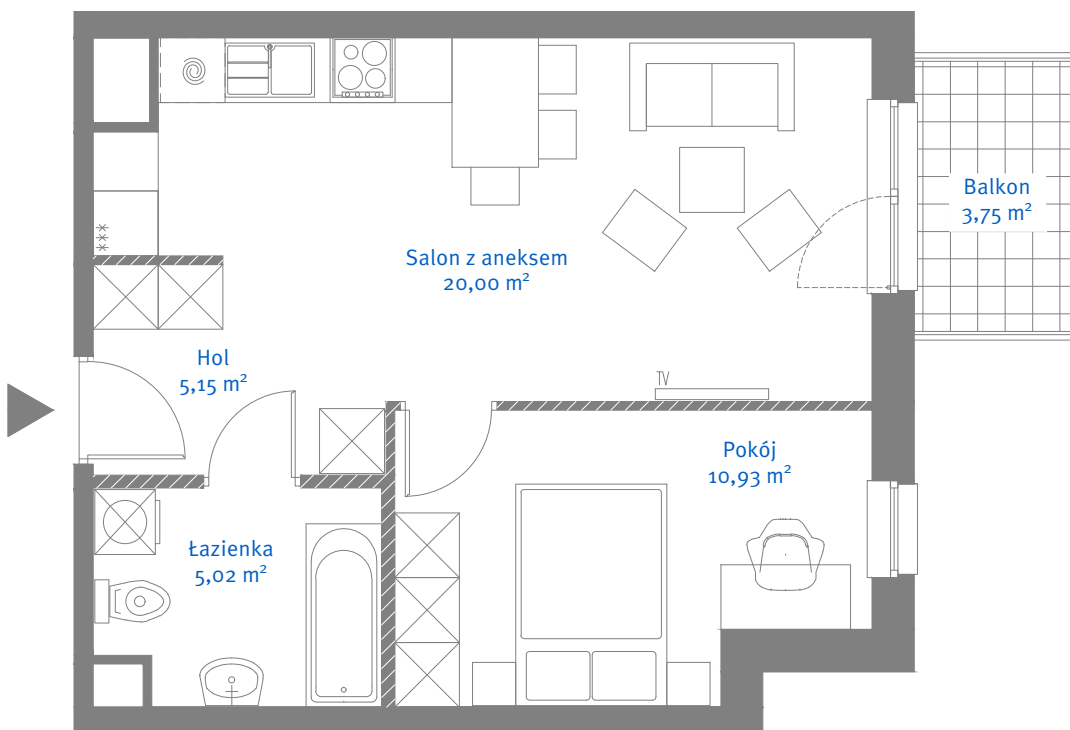 Balkon
3,75 m²
Salon z aneksem
20,00 m²
Hol
5,15 m²
TV
Pokój
10,93 m²
Łazienka
5,02 m²